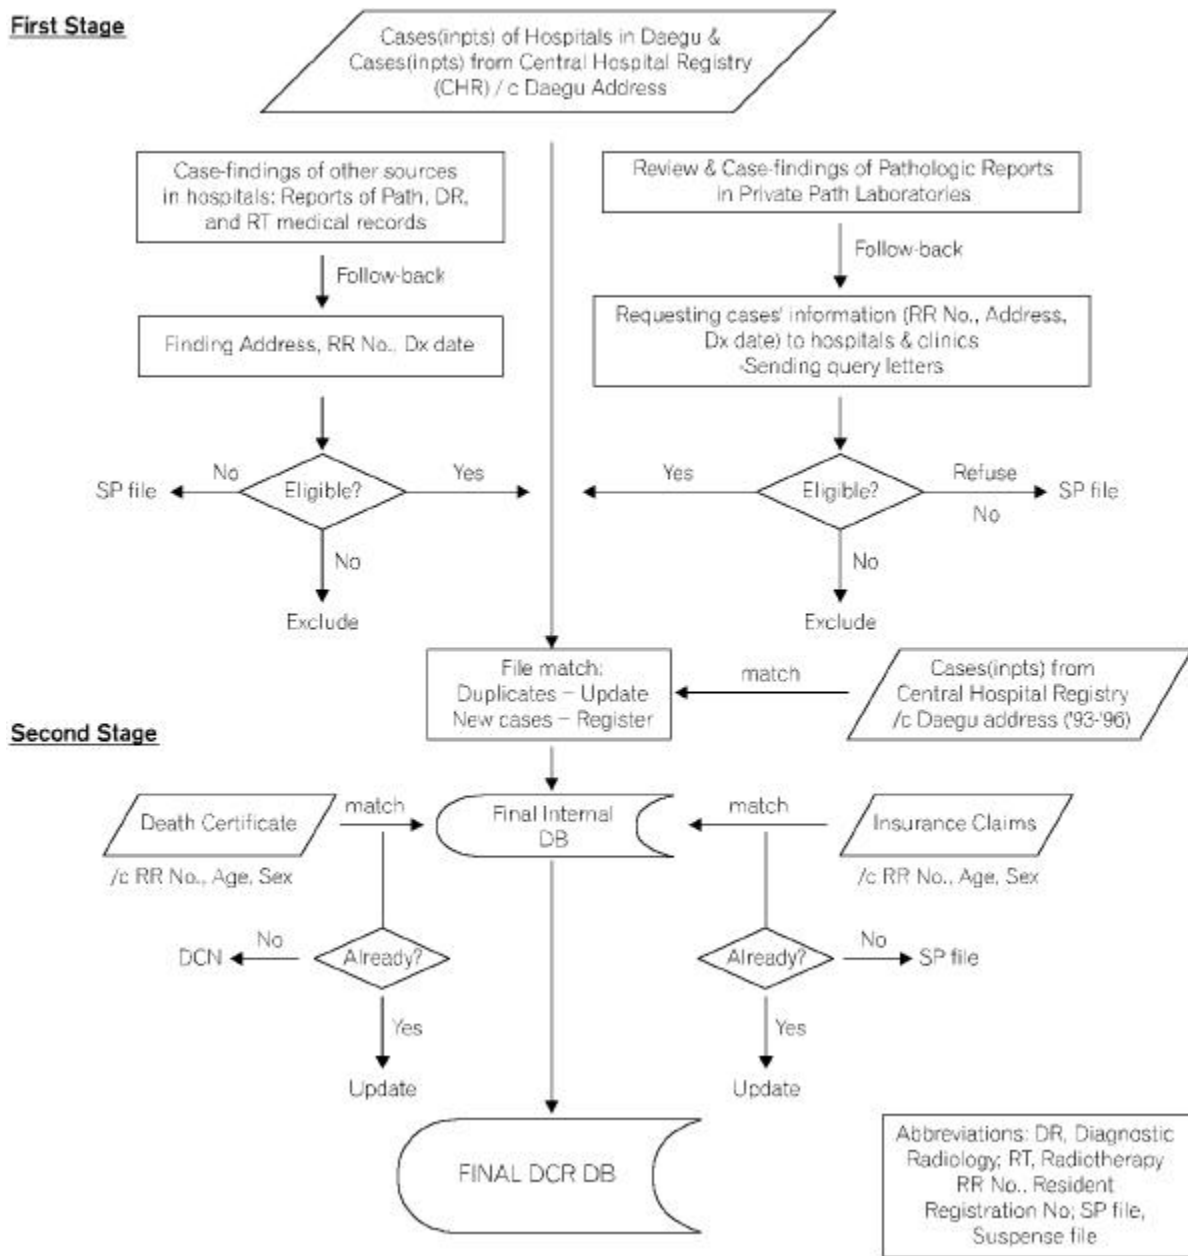 First Stage
Cases(inpts) of Hospitals in Daegu &
Cases(inpts) from Central Hospital Registry
(CHR) / c Daegu Address
Case-findings of other sources
in hospitals: Reports of Path, DR,
and RT medical records
Review & Case-findings of Pathologic Reports
in Private Path Laboratories
Follow-back
Follow-back
Finding Address, RR No., Dx date
Requesting cases' information (RR No., Address,
Dx date) to hospitals & clinics
-Sending query letters
SP file
No
Eligible?
Yes
Yes
Eligible?
Refuse
No
SP file
No
No
Exclude
Exclude
File match:
Duplicates – Update
New cases – Register
match
Cases(inpts) from
Central Hospital Registry
/c Daegu address ('93-'96)
Second Stage
Death Certificate
match
Final Internal
DB
match
Insurance Claims
/c RR No., Age, Sex
/c RR No., Age, Sex
DCN
No
Already?
Already?
No
SP file
Yes
Yes
Update
Update
FINAL DCR DB
Abbreviations: DR, Diagnostic
Radiology; RT, Radiotherapy
RR No., Resident
Registration No; SP file,
Suspense file